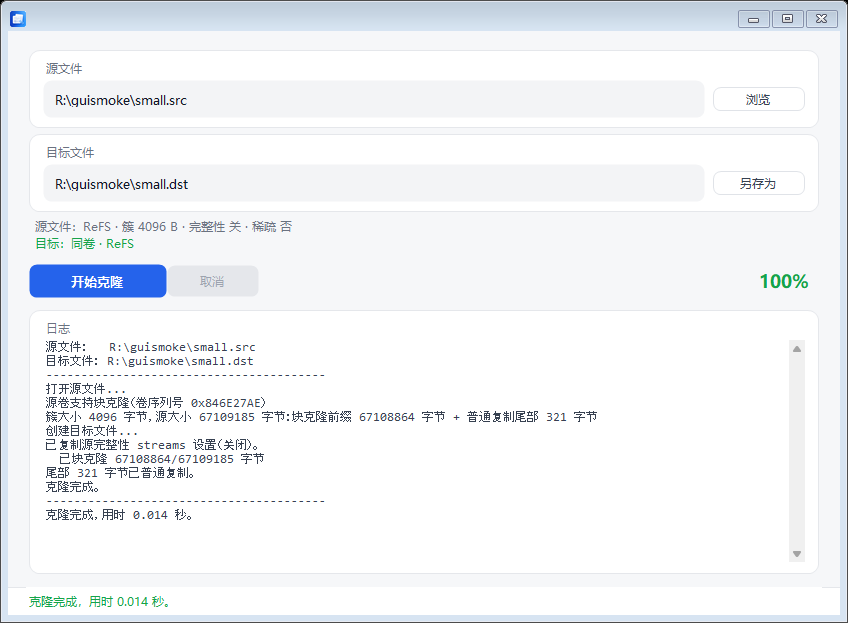 源文件
R:\guismoke\small.src
浏览
目标文件
R:\guismoke\small.dst
另存为
源文件: ReFS · 簇 4096 B · 完整性 关 · 稀疏 否
目标: 同卷 · ReFS
开始克隆
取消
100%
日志
源文件:   R:\guismoke\small.src
目标文件: R:\guismoke\small.dst
----------------------------------------
打开源文件...
源卷支持块克隆(卷序列号 0x846E27AE)
簇大小 4096 字节,源大小 67109185 字节:块克隆前缀 67108864 字节 + 普通复制尾部 321 字节
创建目标文件...
已复制源完整性 streams 设置(关闭)。
  已块克隆 67108864/67109185 字节
尾部 321 字节已普通复制。
克隆完成。
----------------------------------------
克隆完成,用时 0.014 秒。
克隆完成, 用时 0.014 秒。